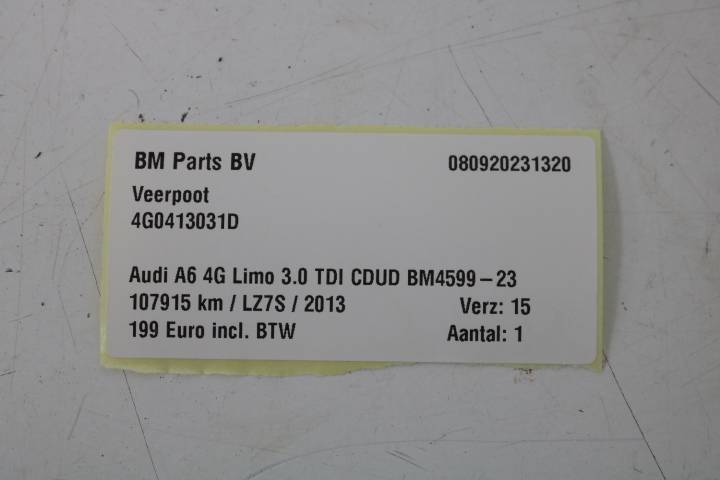 BM Parts BV 080920231320
Veerpoot
4G0413031D
Audi A6 4G Limo 3.0 TDI CDUD BM4599-23
107915 km / LZ7S / 2013 Verz: 15
199 Euro incl. BTW Aantal: 1